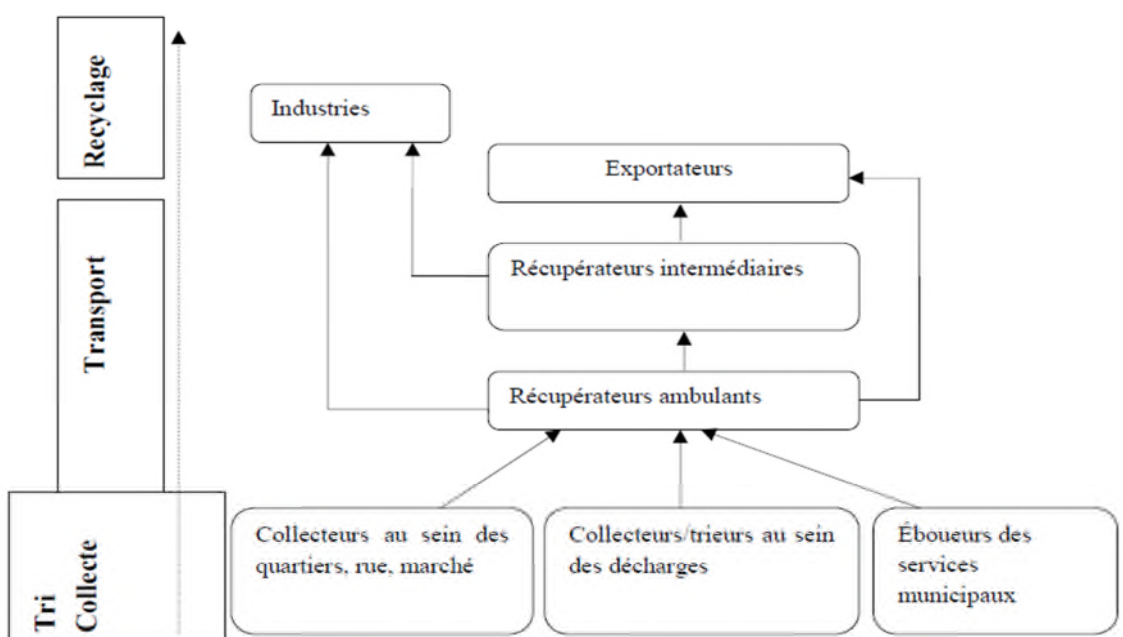 Recyclage
Industries
Exportateurs
Transport
Récupérateurs intermédiaires
Récupérateurs ambulants
Tri
Collecte
Collecteurs au sein des
quartiers, rue, marché
Collecteurs/trieurs au sein
des décharges
Éboueurs des
services
municipaux